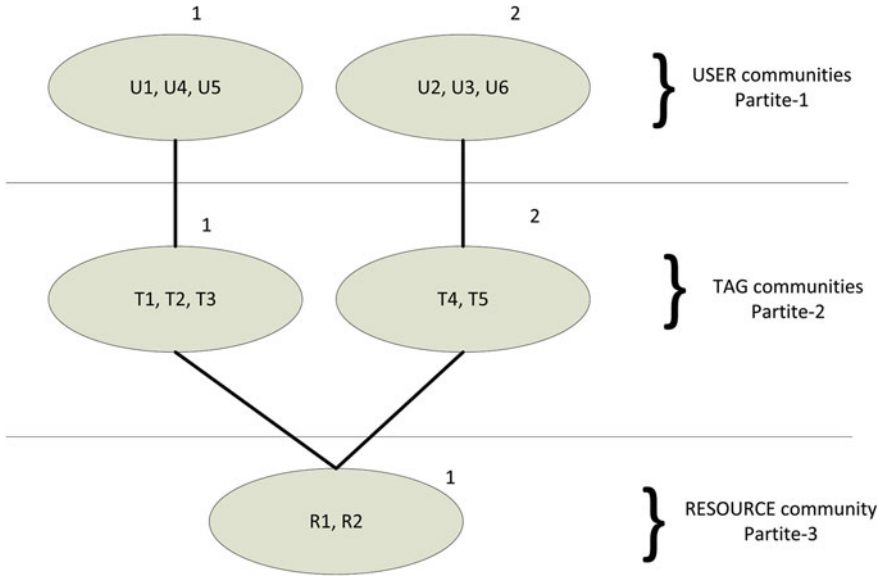 1
2
U1, U4, U5
U2, U3, U6
USER communities
Partite-1
1
2
T1, T2, T3
T4, T5
TAG communities
Partite-2
1
R1, R2
RESOURCE community
Partite-3